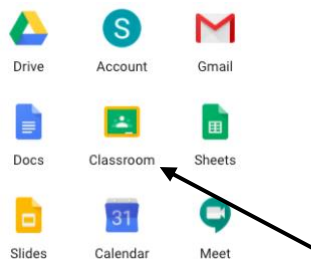 S
Drive Account Gmail
Docs Classroom Sheets
31
Slides Calendar Meet